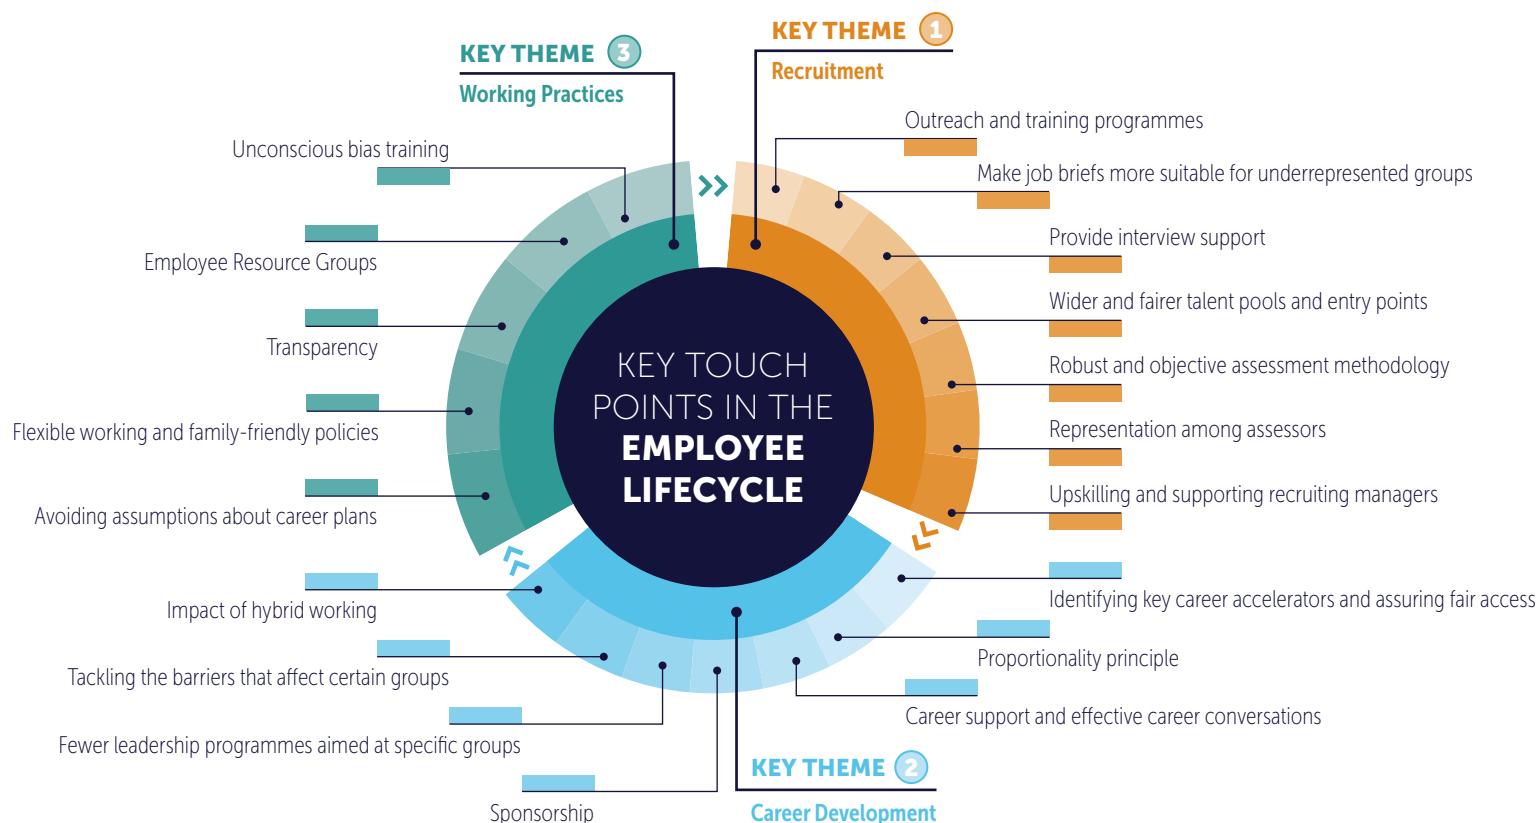 KEY THEME 1
Recruitment
Outreach and training programmes
Make job briefs more suitable for underrepresented groups
Provide interview support
Wider and fairer talent pools and entry points
Robust and objective assessment methodology
Representation among assessors
Upskilling and supporting recruiting managers
KEY TOUCH
POINTS IN THE
EMPLOYEE
LIFECYCLE
KEY THEME 2
Career Development
Identifying key career accelerators and assuring fair access
Proportionality principle
Career support and effective career conversations
Sponsorship
Fewer leadership programmes aimed at specific groups
Tackling the barriers that affect certain groups
Impact of hybrid working
KEY THEME 3
Working Practices
Avoiding assumptions about career plans
Flexible working and family-friendly policies
Transparency
Employee Resource Groups
Unconscious bias training